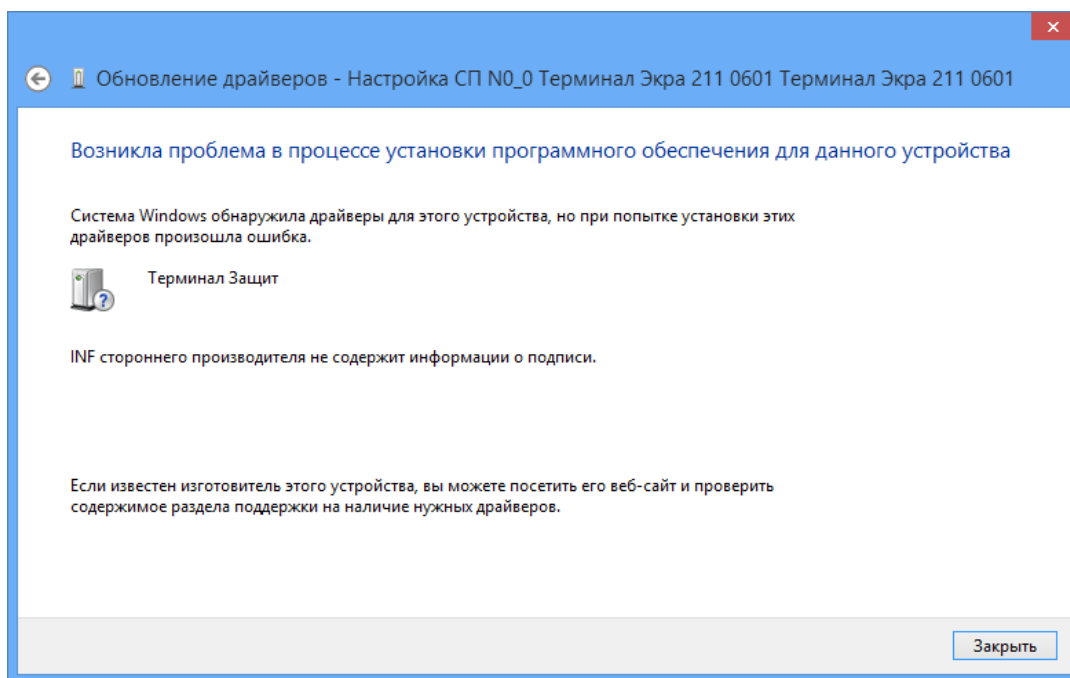 Обновление драйверов - Настройка СП N0_0 Терминал Экра 211 0601 Терминал Экра 211 0601
Возникла проблема в процессе установки программного обеспечения для данного устройства
Система Windows обнаружила драйверы для этого устройства, но при попытке установки этих
драйверов произошла ошибка.
Терминал Защит
INF стороннего производителя не содержит информации о подписи.
Если известен изготовитель этого устройства, вы можете посетить его веб-сайт и проверить
содержимое раздела поддержки на наличие нужных драйверов.
Закрыть